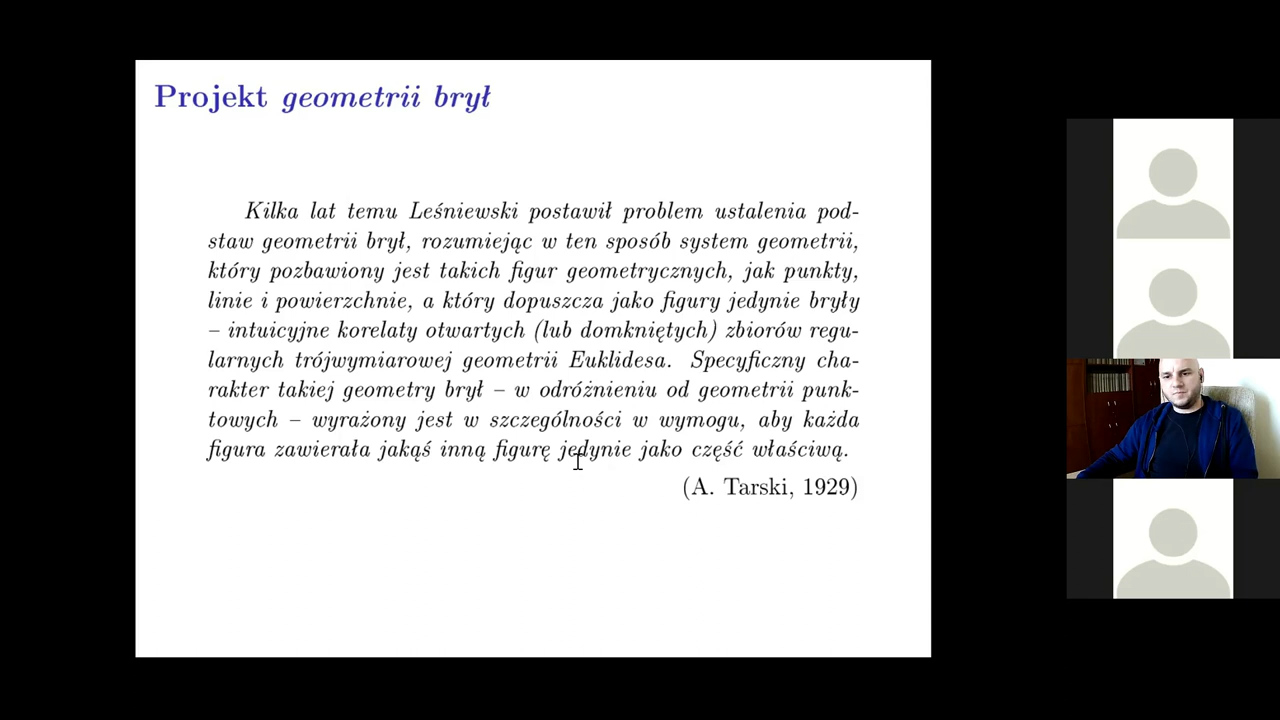 Projekt geometrii brył
Kilka lat temu Leśniewski postawił problem ustalenia pod-
staw geometrii brył, rozumiejąc w ten sposób system geometrii,
który pozbawiony jest takich figur geometrycznych, jak punkty,
linie i powierzchnie, a który dopuszcza jako figury jedynie bryły
– intuicyjne korelaty otwartych (lub domkniętych) zbiorów regu-
larnych trójwymiarowej geometrii Euklidesa. Specyficzny cha-
rakter takiej geometry brył – w odróżnieniu od geometrii punk-
towych – wyrażony jest w szczególności w wymogu, aby każda
figura zawierała jakąś inną figurę jedynie jako część właściwą.
(A. Tarski, 1929)